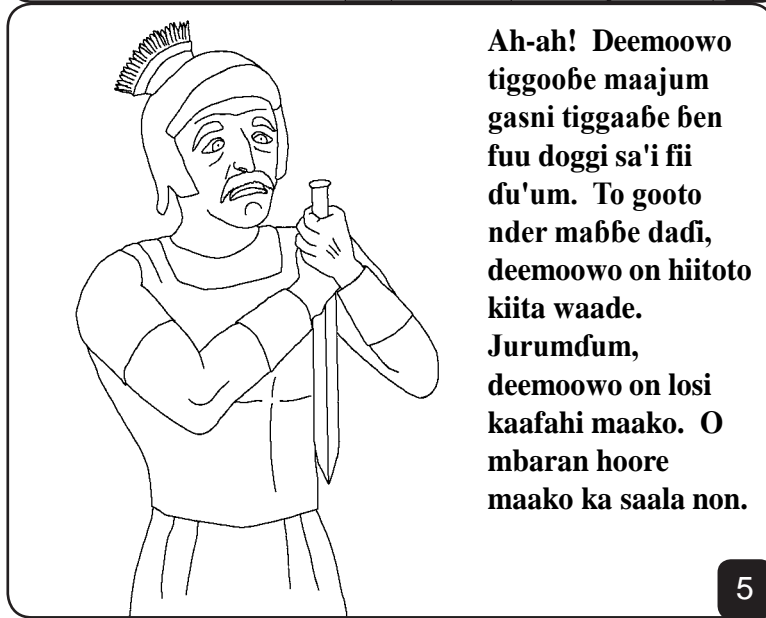 Ah-ah!  Deemoowo
tiggooɓe maajum
gasni tiggaaɓe ɓen
fuu doggi sa'i fii
ɗu'um.  To gooto
nder maɓɓe daɗi,
deemoowo on hiitoto
kiita waade.
Jurumɗum,
deemoowo on losi
kaafahi maako.  O
mbaran hoore
maako ka saala non.
5